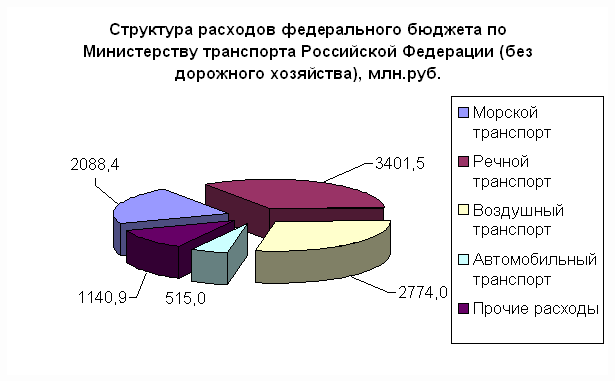 Структура расходов федерального бюджета по
Министерству транспорта Российской Федерации (без
дорожного хозяйства), млн.руб.
2088,4
3401,5
1140,9
515,0
2774,0
Морской
транспорт
Речной
транспорт
Воздушный
транспорт
Автомобильный
транспорт
Прочие расходы